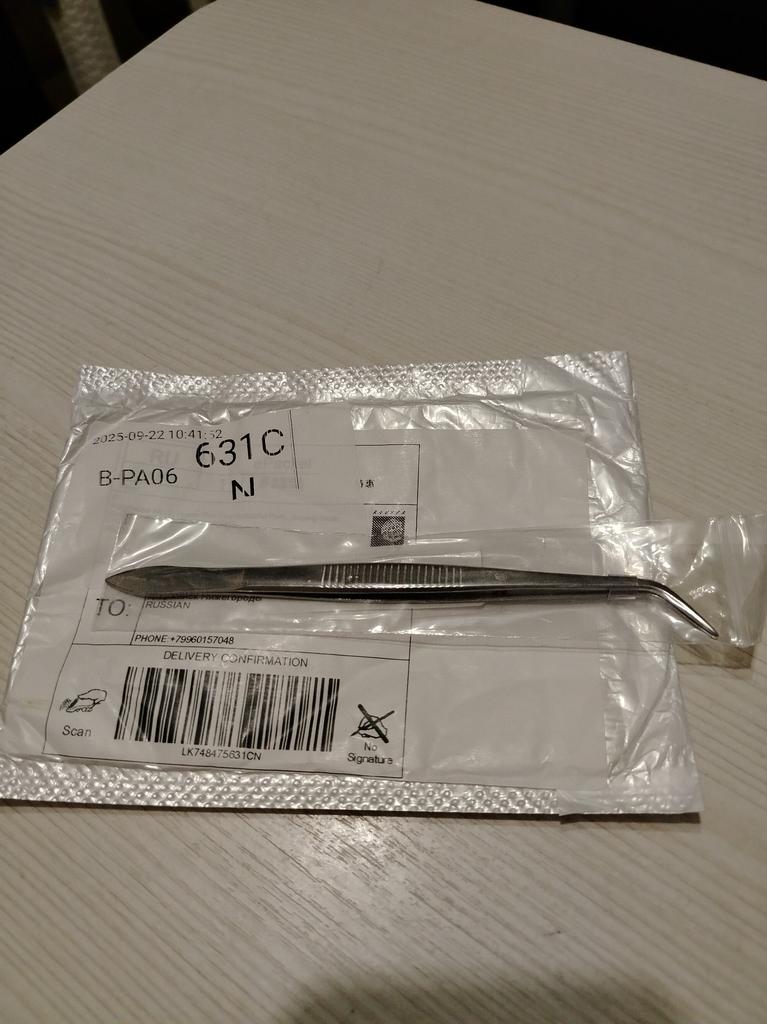 2025-09-22 10:41:52
631C
B-PA06
N
TO:
RUSSIAN
PHONE:+79960157048
DELIVERY CONFIRMATION
Scan
No
Signature
LK748475631CN